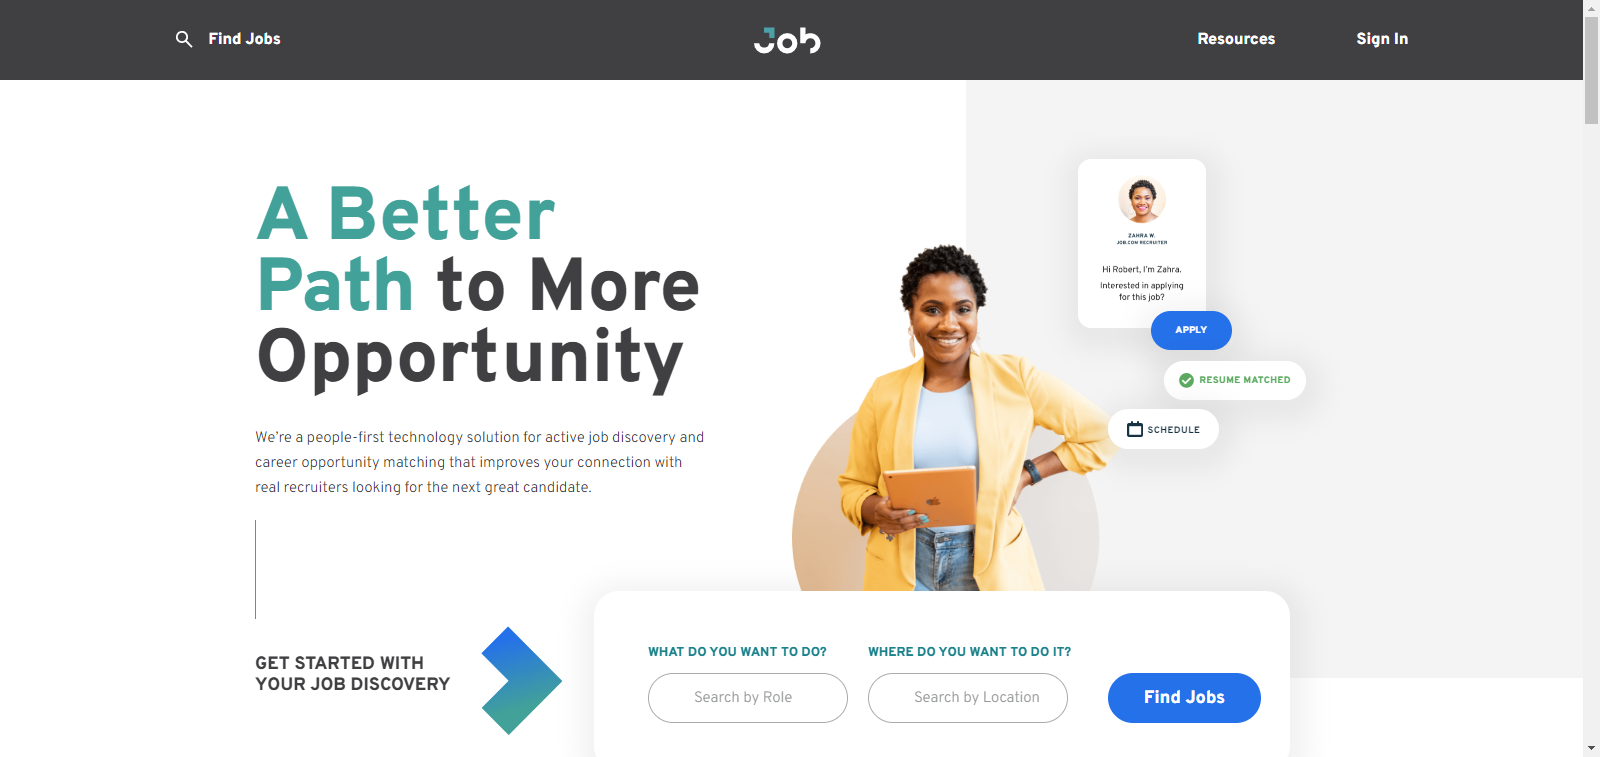 Find Jobs
Job
Resources
Sign In
A Better
Path to More
Opportunity
We're a people-first technology solution for active job discovery and
career opportunity matching that improves your connection with
real recruiters looking for the next great candidate.
GET STARTED WITH
YOUR JOB DISCOVERY
ZAHRA W.
JOB.COM RECRUITER
Hi Robert, I'm Zahra.
Interested in applying
for this job?
APPLY
RESUME MATCHED
SCHEDULE
WHAT DO YOU WANT TO DO?
Search by Role
WHERE DO YOU WANT TO DO IT?
Search by Location
Find Jobs